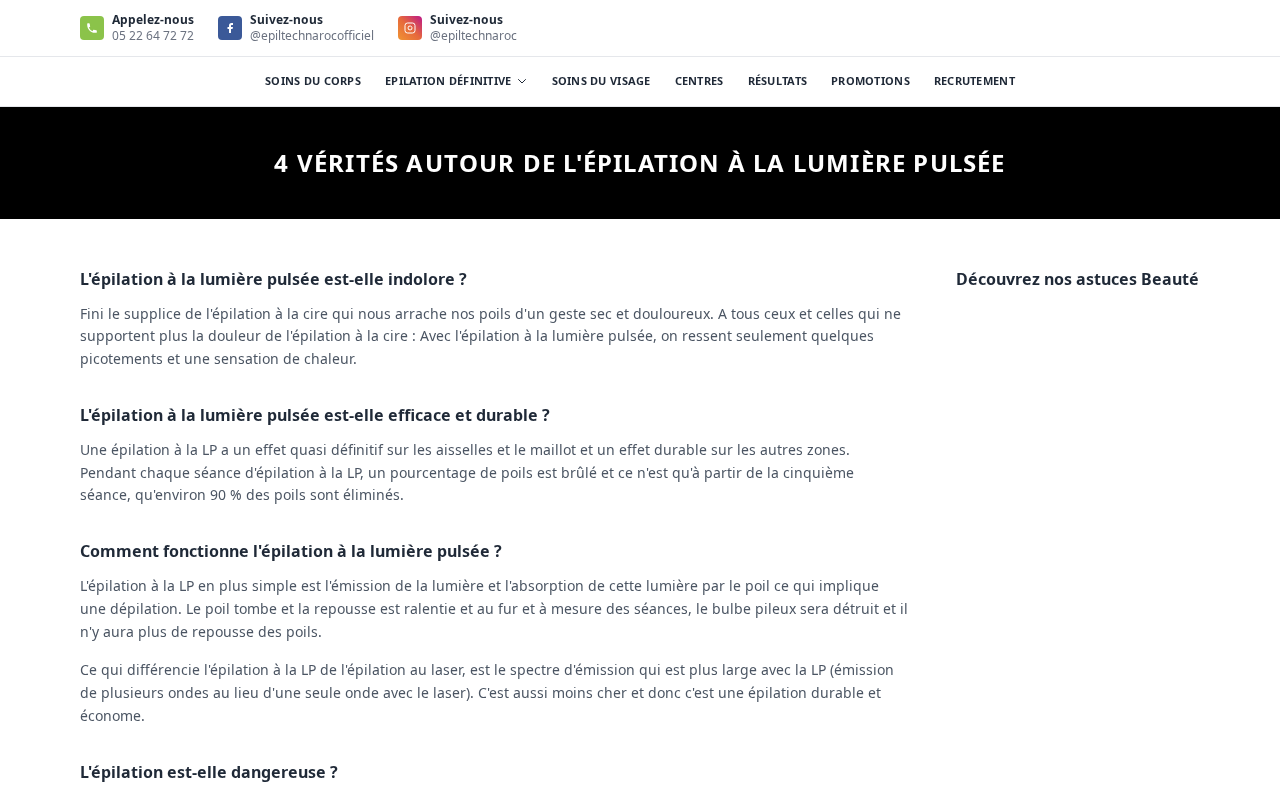 Appelez-nous
05 22 64 72 72
Suivez-nous
@epiltechnarocofficiel
Suivez-nous
@epiltechnaroc
SOINS DU CORPS
EPILATION DÉFINITIVE
SOINS DU VISAGE
CENTRES
RÉSULTATS
PROMOTIONS
RECRUTEMENT
4 VÉRITÉS AUTOUR DE L'ÉPILATION À LA LUMIÈRE PULSÉE
L'épilation à la lumière pulsée est-elle indolore ?
Fini le supplice de l'épilation à la cire qui nous arrache nos poils d'un geste sec et douloureux. A tous ceux et celles qui ne
supportent plus la douleur de l'épilation à la cire : Avec l'épilation à la lumière pulsée, on ressent seulement quelques
picotements et une sensation de chaleur.
L'épilation à la lumière pulsée est-elle efficace et durable ?
Une épilation à la LP a un effet quasi définitif sur les aisselles et le maillot et un effet durable sur les autres zones.
Pendant chaque séance d'épilation à la LP, un pourcentage de poils est brûlé et ce n'est qu'à partir de la cinquième
séance, qu'environ 90 % des poils sont éliminés.
Comment fonctionne l'épilation à la lumière pulsée ?
L'épilation à la LP en plus simple est l'émission de la lumière et l'absorption de cette lumière par le poil ce qui implique
une dépilation. Le poil tombe et la repousse est ralentie et au fur et à mesure des séances, le bulbe pileux sera détruit et il
n'y aura plus de repousse des poils.
Ce qui différencie l'épilation à la LP de l'épilation au laser, est le spectre d'émission qui est plus large avec la LP (émission
de plusieurs ondes au lieu d'une seule onde avec le laser). C'est aussi moins cher et donc c'est une épilation durable et
économe.
L'épilation est-elle dangereuse ?
Découvrez nos astuces Beauté